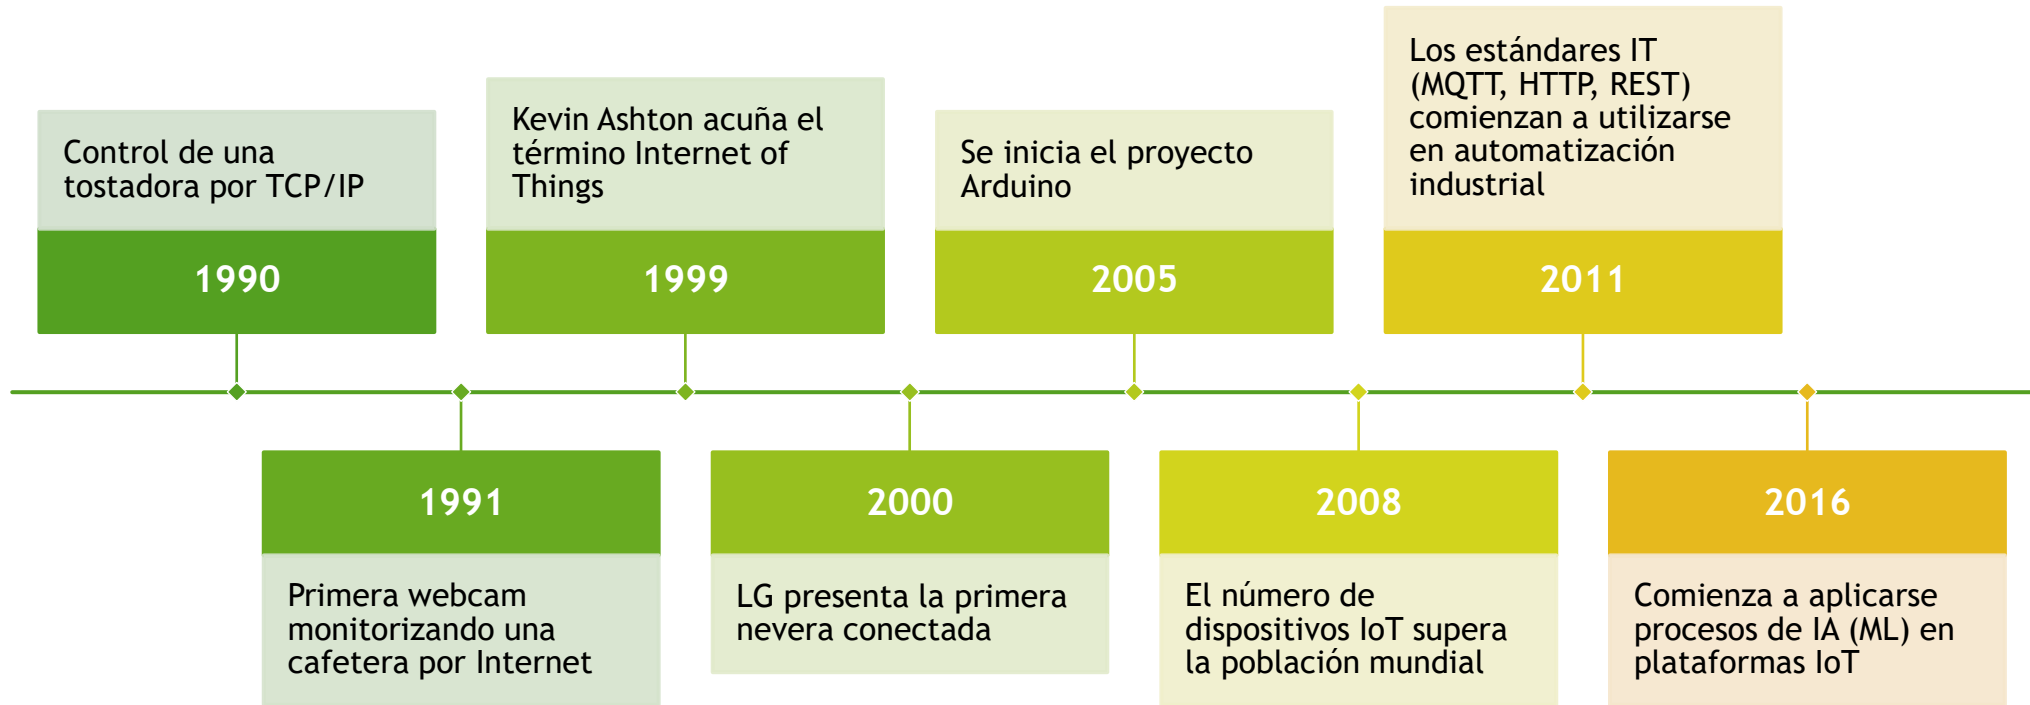 Control de una
tostadora por TCP/IP
1990
1991
Primera webcam
monitorizando una
cafetera por Internet
Kevin Ashton acuña el
término Internet of
Things
1999
2000
LG presenta la primera
nevera conectada
Se inicia el proyecto
Arduino
2005
2008
El número de
dispositivos IoT supera
la población mundial
Los estándares IT
(MQTT, HTTP, REST)
comienzan a utilizarse
en automatización
industrial
2011
2016
Comienza a aplicarse
procesos de IA (ML) en
plataformas IoT